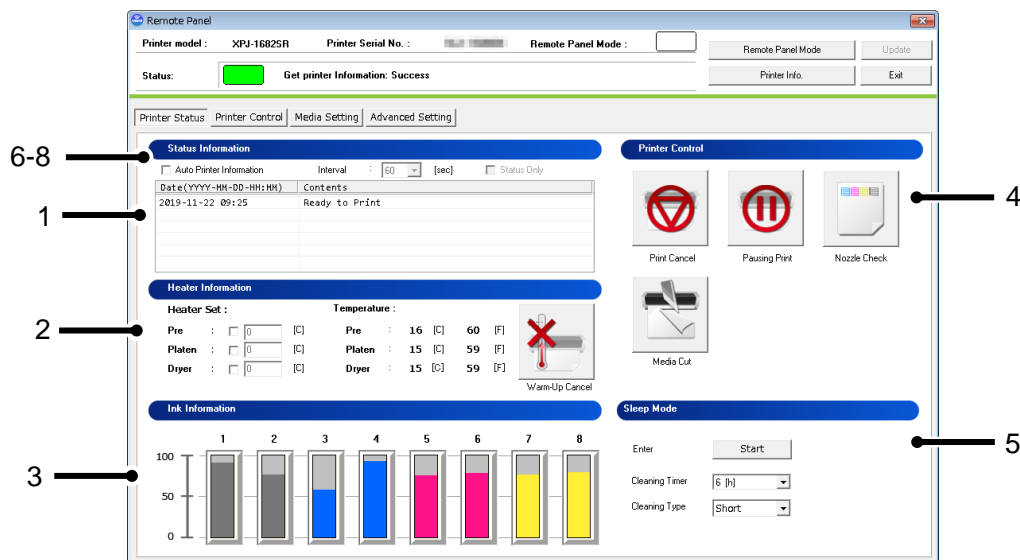 Remote Panel
Printer model : XPJ-1682SR Printer Serial No. : Remote Panel Mode :
Remote Panel Mode Update
Status: Get printer Information: Success
Printer Info. Exit
Printer Status Printer Control Media Setting Advanced Setting
6-8
Status Information
Auto Printer Information Interval : 60 [sec] Status Only
1
Date(YYYY-MM-DD-HH:MM) Contents
2019-11-22 09:25 Ready to Print
Printer Control
4
Print Cancel Pausing Print Nozzle Check
Media Cut
Heater Information
2
Heater Set : Temperature :
Pre : 0 [C] Pre : 16 [C] 60 [F]
Platen : 0 [C] Platen : 15 [C] 59 [F]
Dryer : 0 [C] Dryer : 15 [C] 59 [F]
Warm-Up Cancel
Ink Information
3
1 2 3 4 5 6 7 8
100
50
0
Sleep Mode
5
Enter Start
Cleaning Timer 6 [h]
Cleaning Type Short